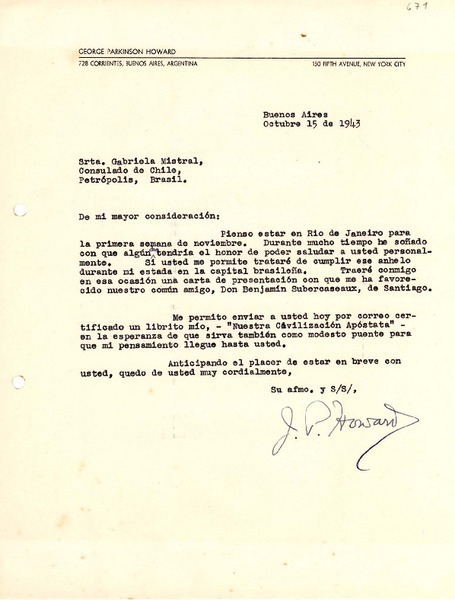 671
GEORGE PARKINSON HOWARD
728 CORRIENTES, BUENOS AIRES, ARGENTINA 150 FIFTH AVENUE, NEW YORK CITY
Buenos Aires
Octubre 15 de 1943
Srta. Gabriela Mistral,
Consulado de Chile,
Petrópolis, Brasil.
De mi mayor consideración:
Pienso estar en Rio de Janeiro para
la primera semana de noviembre. Durante mucho tiempo he soñado
con que algún tendría el honor de poder saludar a usted personal-
mente. Si usted me permite trataré de cumplir ese anhelo
durante mi estada en la capital brasileña. Traeré conmigo
en esa ocasión una carta de presentación con que me ha favore-
cido nuestro común amigo, Don Benjamin Subercaseaux, de Santiago.
Me permito enviar a usted hoy por correo cer-
tificado un librito mío, - "Nuestra Civilización Apóstata" -
en la esperanza de que sirva también como modesto puente para
que mi pensamiento llegue hasta usted.
Anticipando el placer de estar en breve con
usted, quedo de usted muy cordialmente,
Su afmo. y S/S/,
J. P. Howard